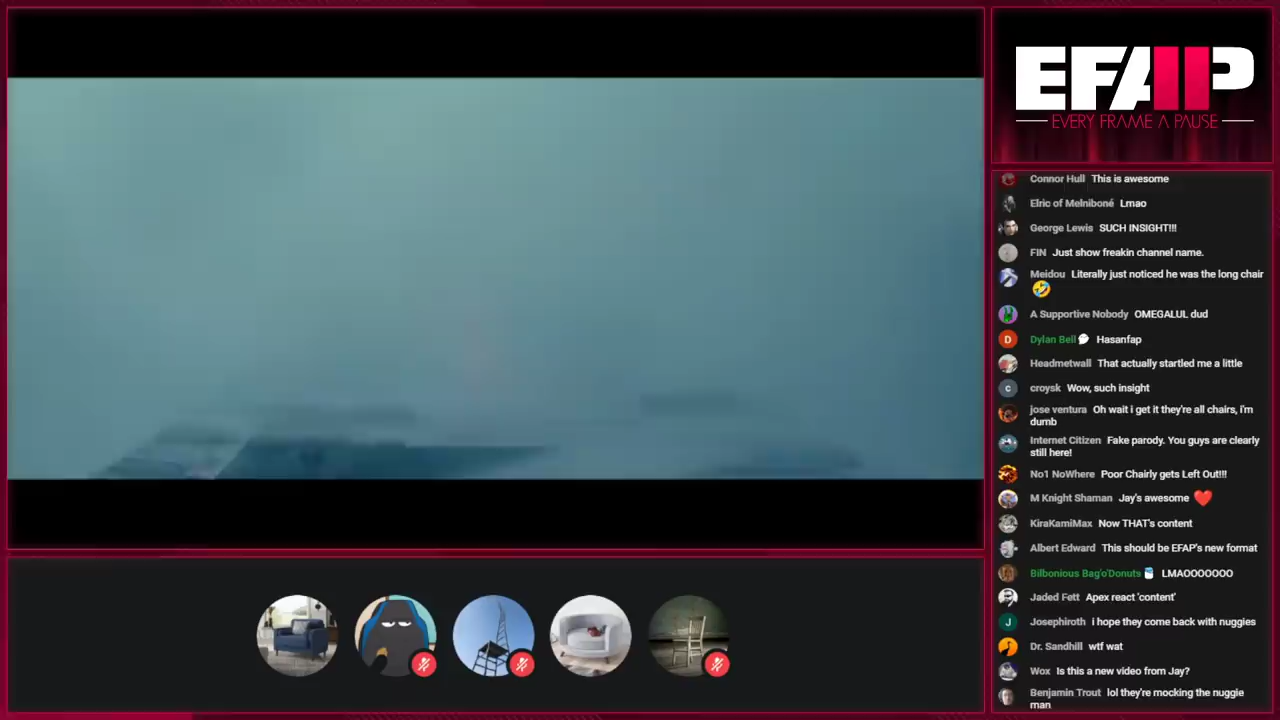 EFAP
EVERY FRAME A PAUSE
Connor Hull This is awesome
Elric of Melniboné Lmao
George Lewis SUCH INSIGHT!!!
FIN Just show freakin channel name.
Meidou Literally just noticed he was the long chair
🤣
A Supportive Nobody OMEGALUL dud
D Dylan Bell Hasanfap
Headmetwall That actually startled me a little
c croysk Wow, such insight
jose ventura Oh wait i get it they're all chairs, i'm
dumb
Internet Citizen Fake parody. You guys are clearly
still here!
No1 NoWhere Poor Chairly gets Left Out!!!
M Knight Shaman Jay's awesome ❤️
KiraKamiMax Now THAT's content
Albert Edward This should be EFAP's new format
Bilbonious Bag'o'Donuts LMAOOOOOOO
Jaded Fett Apex react 'content'
J Josephiroth i hope they come back with nuggies
Dr. Sandhill wtf wat
Wox Is this a new video from Jay?
Benjamin Trout lol they're mocking the nuggie
man